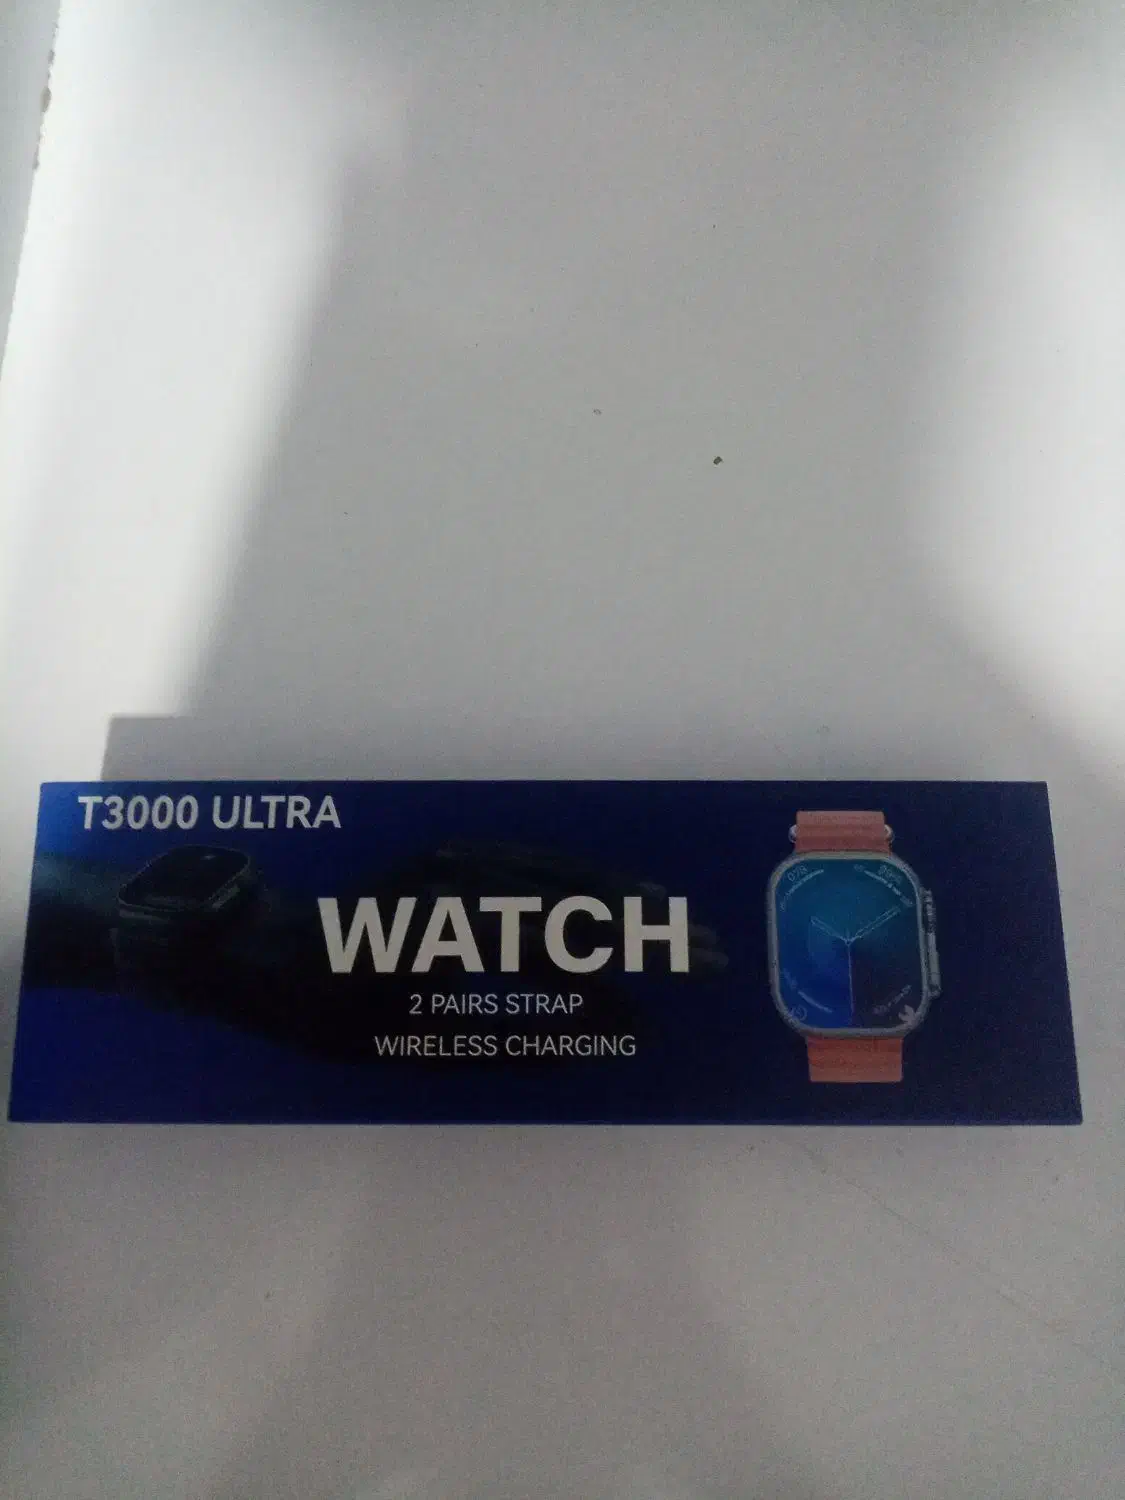 T3000 ULTRA
WATCH
2 PAIRS STRAP
WIRELESS CHARGING